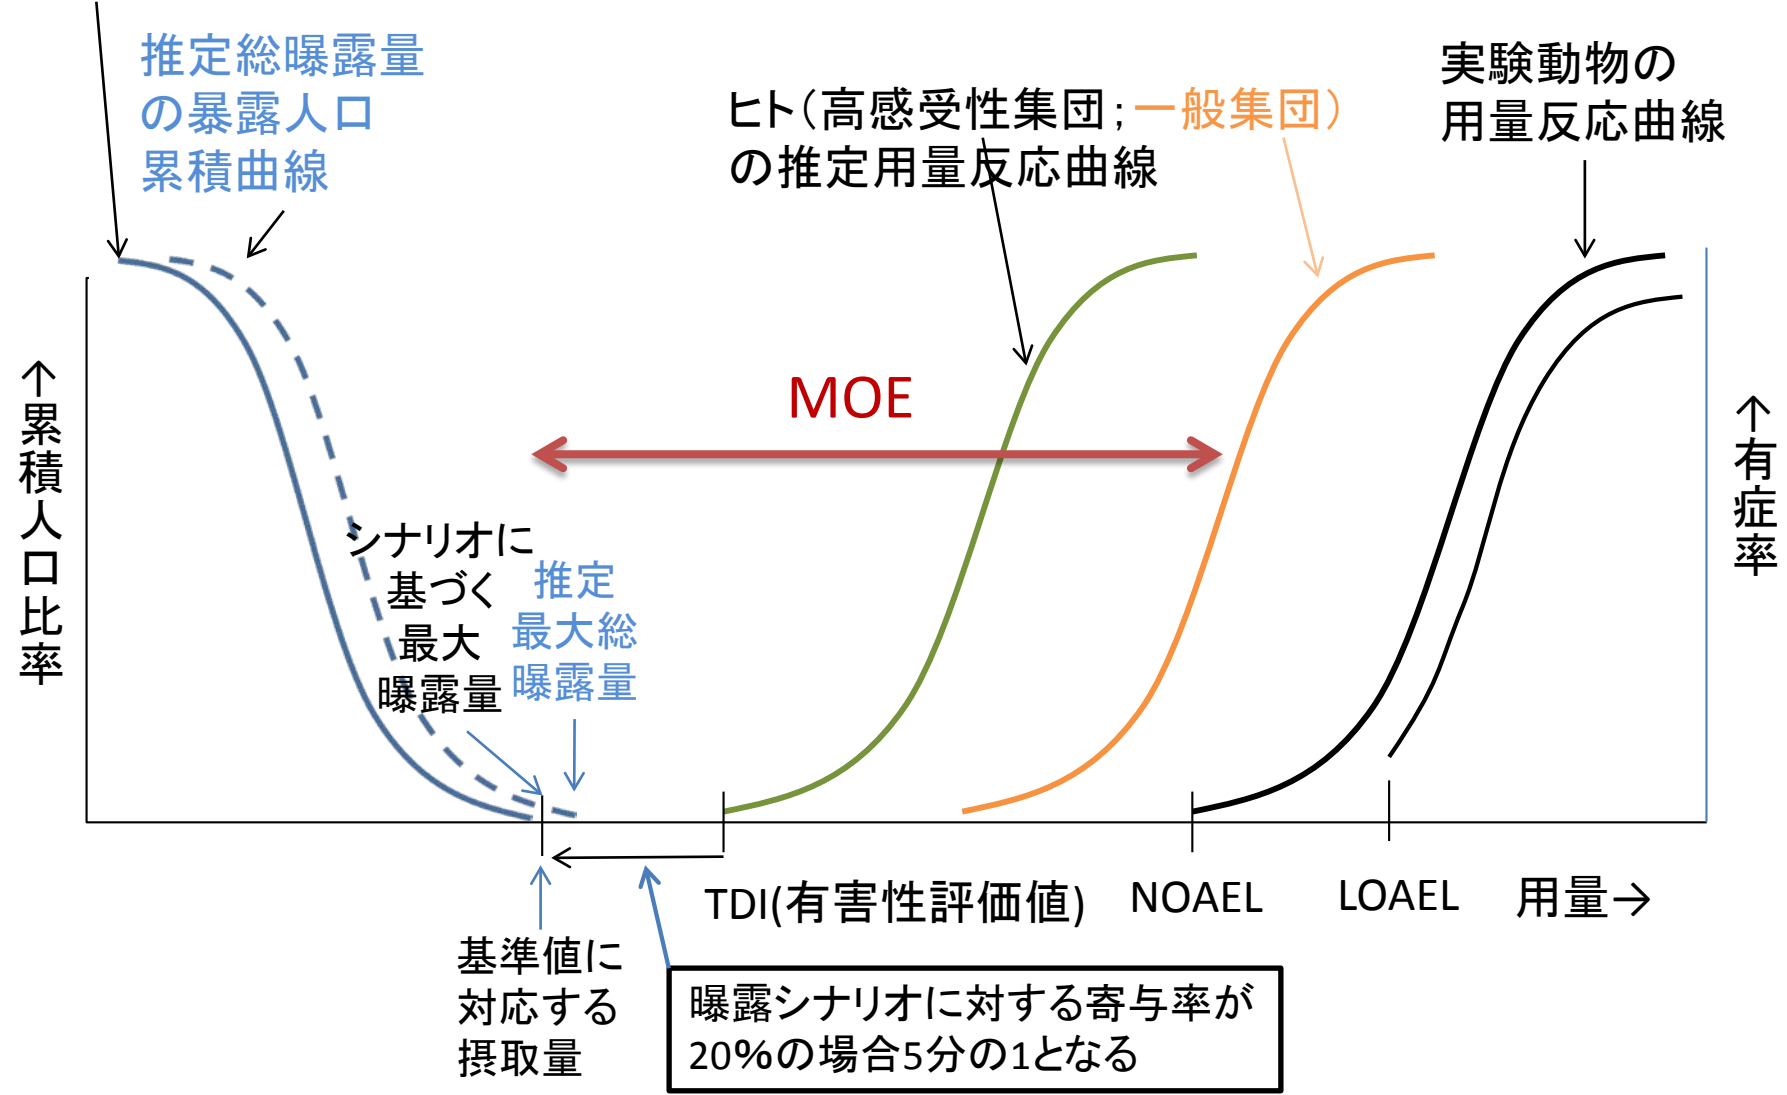 推定総曝露量
の暴露人口
累積曲線
ヒト（高感受性集団；一般集団）
の推定用量反応曲線
実験動物の
用量反応曲線
↑累積人口比率
MOE
↑有症率
シナリオに
基づく
最大
曝露量
推定
最大総
曝露量
TDI(有害性評価値)
NOAEL
LOAEL
用量→
基準値に
対応する
摂取量
曝露シナリオに対する寄与率が
20%の場合5分の1となる